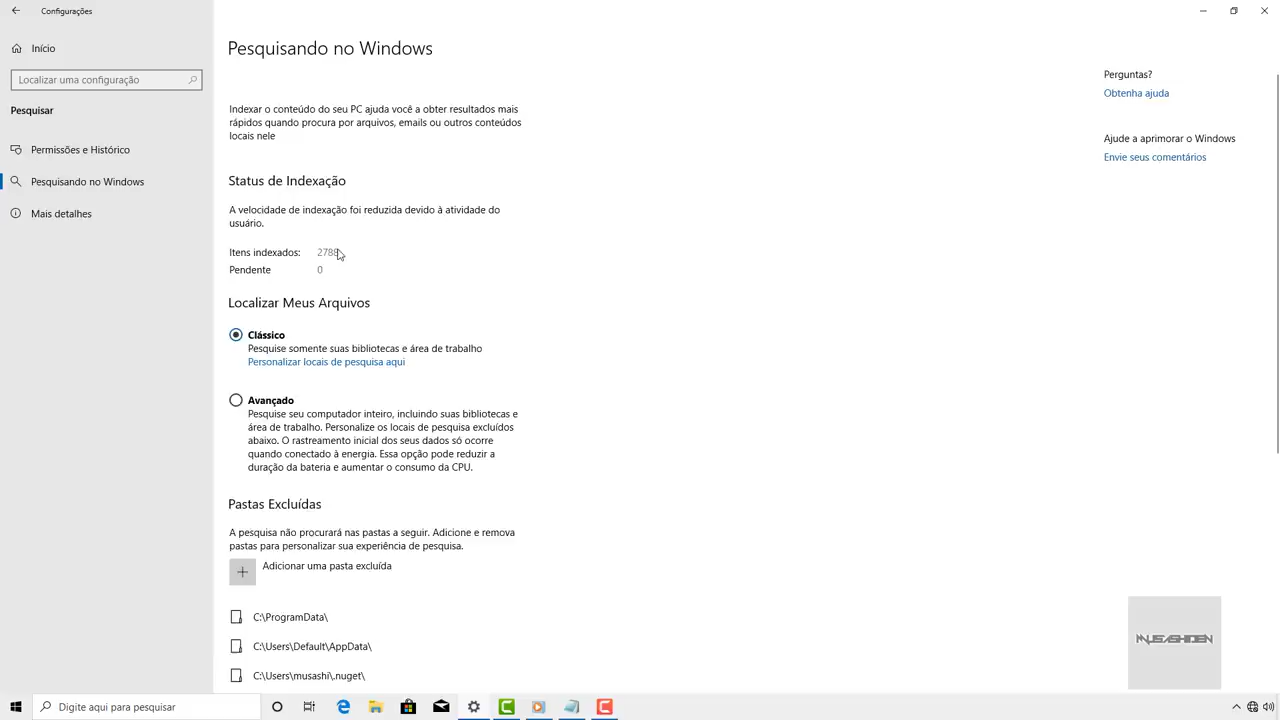 Configurações
Início
Localizar uma configuração
Pesquisar
Permissões e Histórico
Pesquisando no Windows
Mais detalhes
Pesquisando no Windows
Indexar o conteúdo do seu PC ajuda você a obter resultados mais
rápidos quando procura por arquivos, emails ou outros conteúdos
locais nele
Status de Indexação
A velocidade de indexação foi reduzida devido à atividade do
usuário.
Itens indexados: 2788
Pendente 0
Localizar Meus Arquivos
Clássico
Pesquise somente suas bibliotecas e área de trabalho
Personalizar locais de pesquisa aqui
Avançado
Pesquise seu computador inteiro, incluindo suas bibliotecas e
área de trabalho. Personalize os locais de pesquisa excluídos
abaixo. O rastreamento inicial dos seus dados só ocorre
quando conectado à energia. Essa opção pode reduzir a
duração da bateria e aumentar o consumo da CPU.
Pastas Excluídas
A pesquisa não procurará nas pastas a seguir. Adicione e remova
pastas para personalizar sua experiência de pesquisa.
Adicionar uma pasta excluída
C:\ProgramData\
C:\Users\Default\AppData\
C:\Users\musashi\.nuget\
Perguntas?
Obtenha ajuda
Ajude a aprimorar o Windows
Envie seus comentários
MUSASHIDEN
Digite aqui para pesquisar